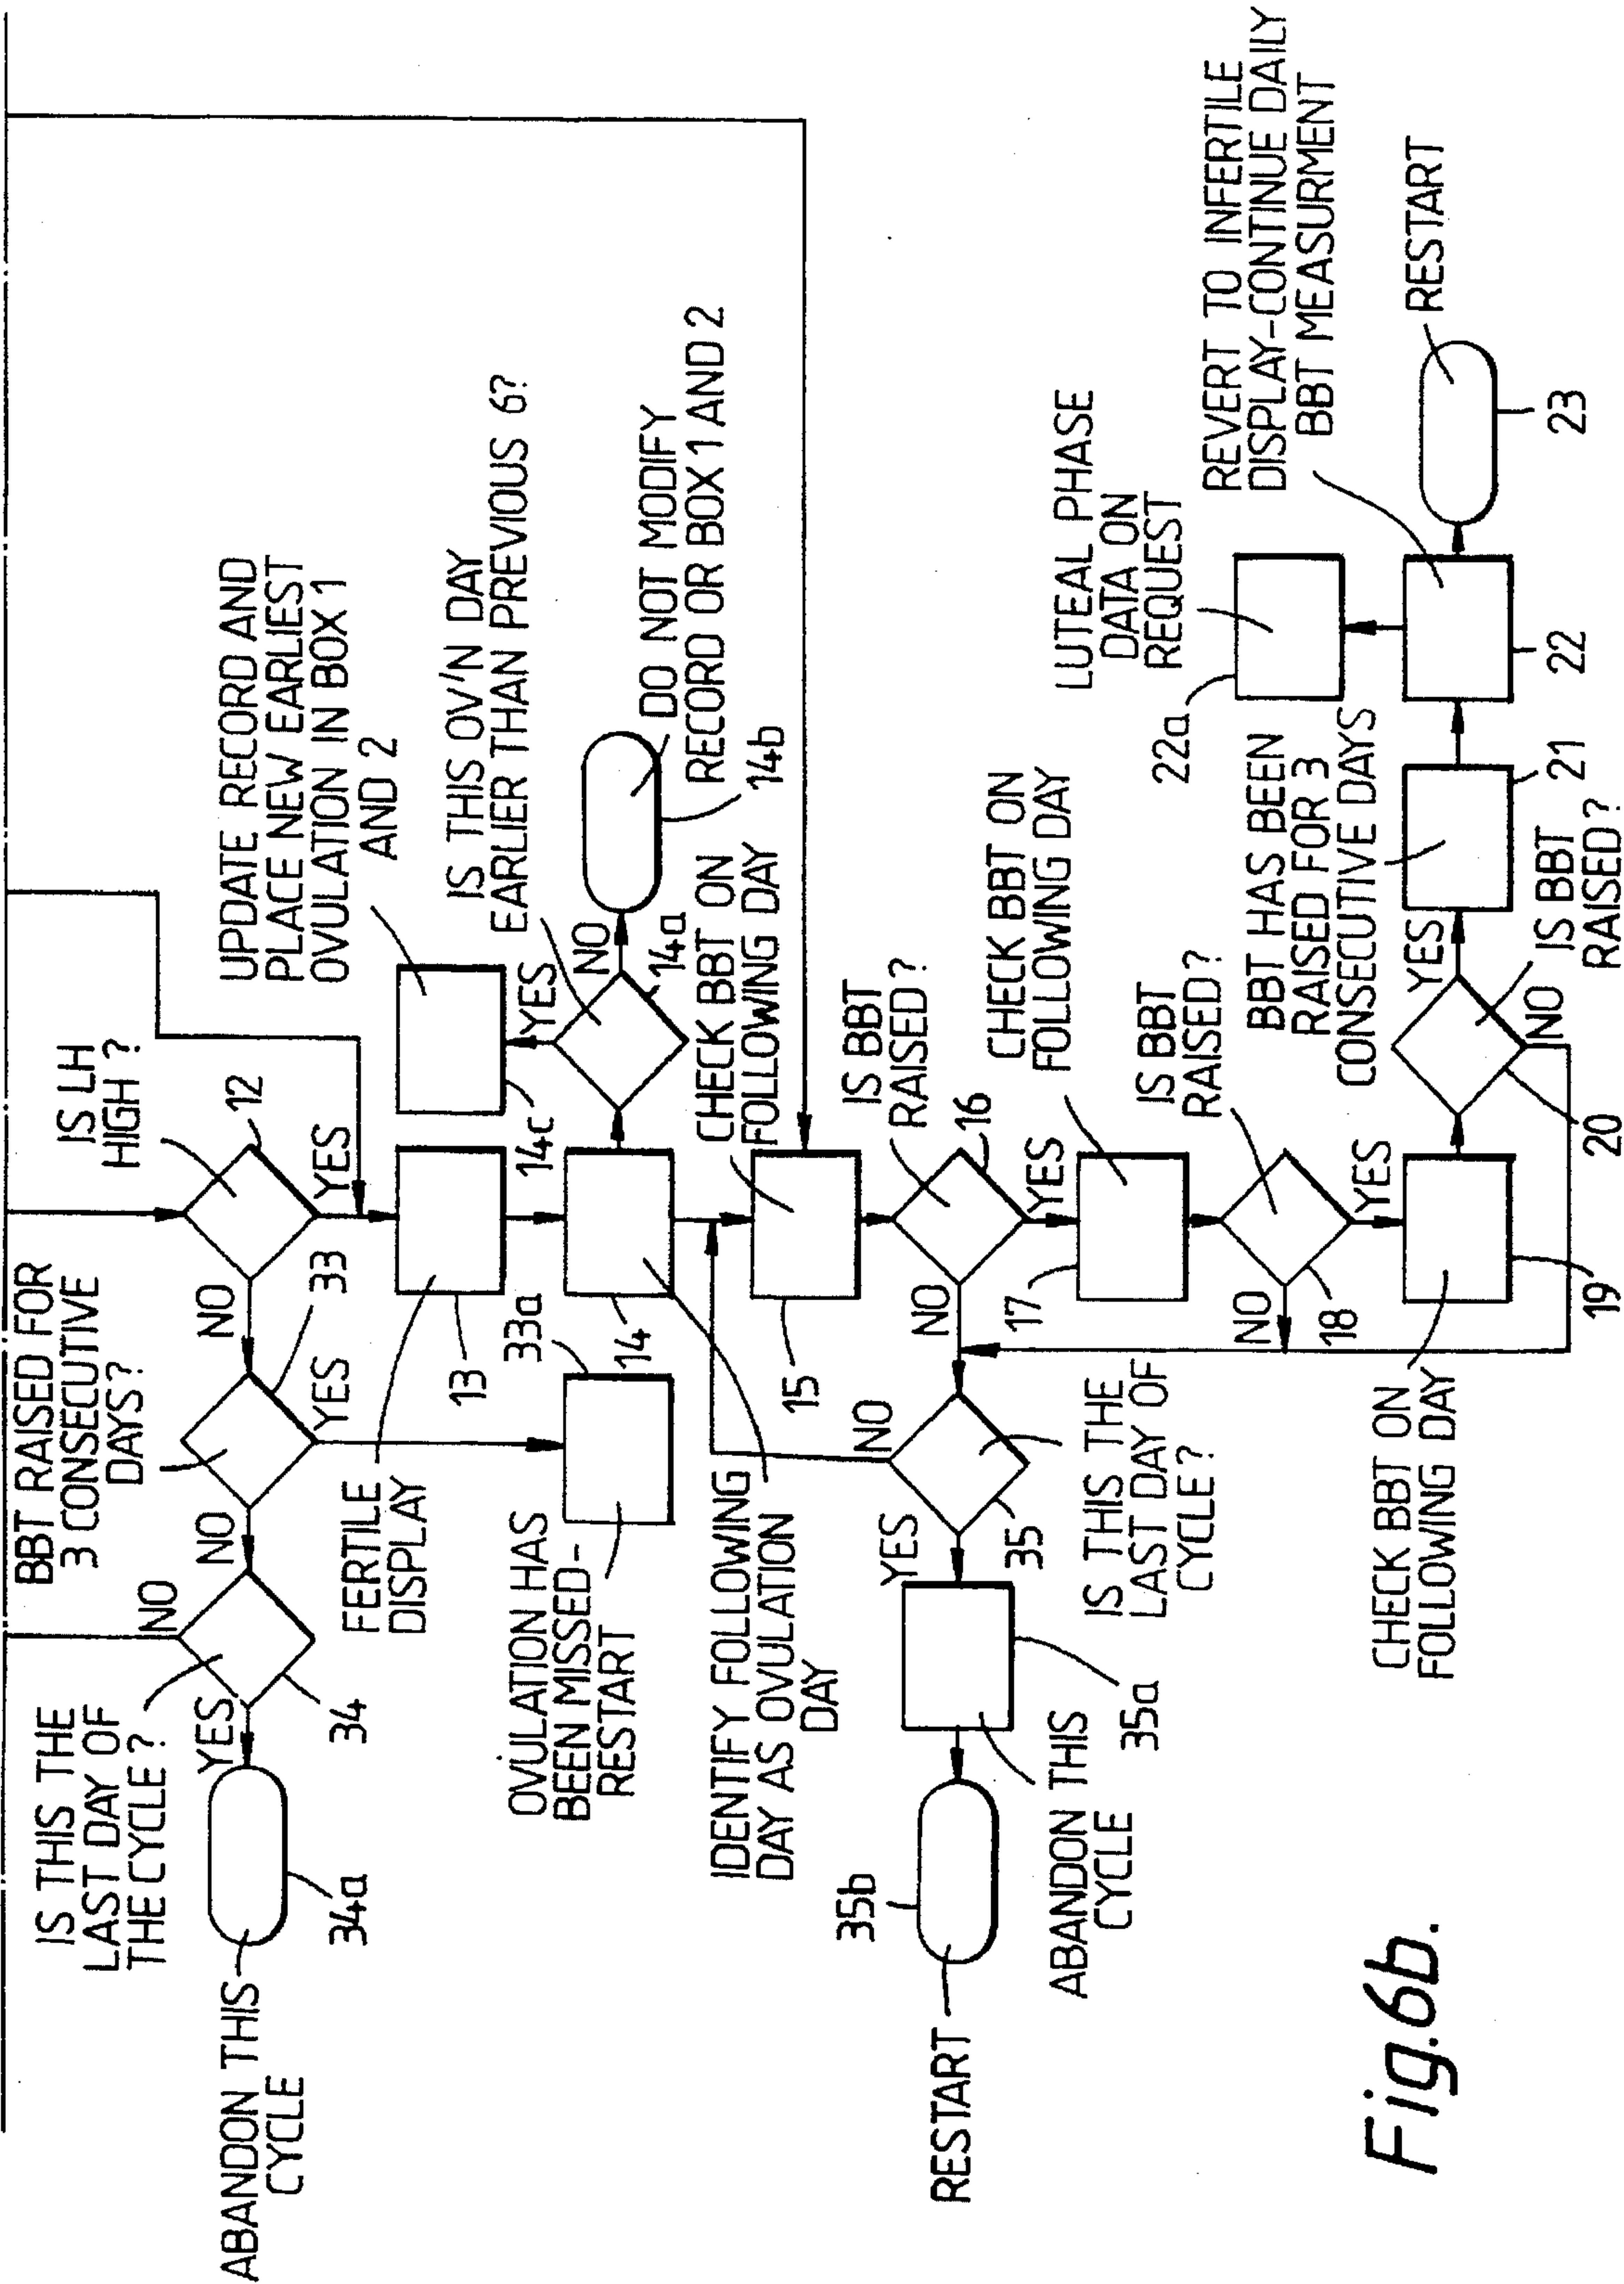 IS THIS THE
LAST DAY OF
THE CYCLE?
NO
YES
34
34a
ABANDON THIS
CYCLE
BBT RAISED FOR
3 CONSECUTIVE
DAYS?
NO
YES
33
IS LH
HIGH?
12
NO
YES
FERTILE
DISPLAY
13
33a
OVULATION HAS
BEEN MISSED-
RESTART
UPDATE RECORD AND
PLACE NEW EARLIEST
OVULATION IN BOX 1
AND 2
14c
YES
IS THIS OV'N DAY
EARLIER THAN PREVIOUS 6?
NO
14a
DO NOT MODIFY
RECORD OR BOX 1 AND 2
14b
14
IDENTIFY FOLLOWING
DAY AS OVULATION
DAY
CHECK BBT ON
FOLLOWING DAY
15
IS BBT
RAISED?
16
NO
YES
NO
YES
35
IS THIS THE
LAST DAY OF
CYCLE?
35a
ABANDON THIS
CYCLE
35b
RESTART
CHECK BBT ON
FOLLOWING DAY
17
IS BBT
RAISED?
NO
18
YES
CHECK BBT ON
FOLLOWING DAY
19
20
IS BBT
RAISED?
NO
YES
BBT HAS BEEN
RAISED FOR 3
CONSECUTIVE DAYS
21
22
LUTEAL PHASE
DATA ON
REQUEST
22a
REVERT TO INFERTILE
DISPLAY-CONTINUE DAILY
BBT MEASURMENT
RESTART
23
Fig.6b.